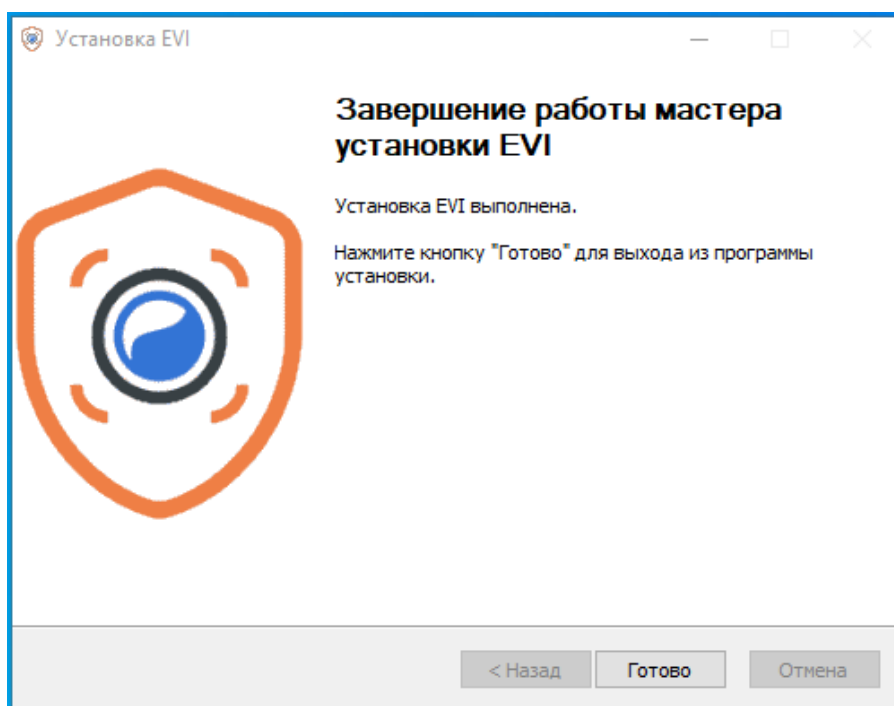 Установка EVI
Завершение работы мастера
установки EVI
Установка EVI выполнена.
Нажмите кнопку "Готово" для выхода из программы
установки.
< Назад
Готово
Отмена